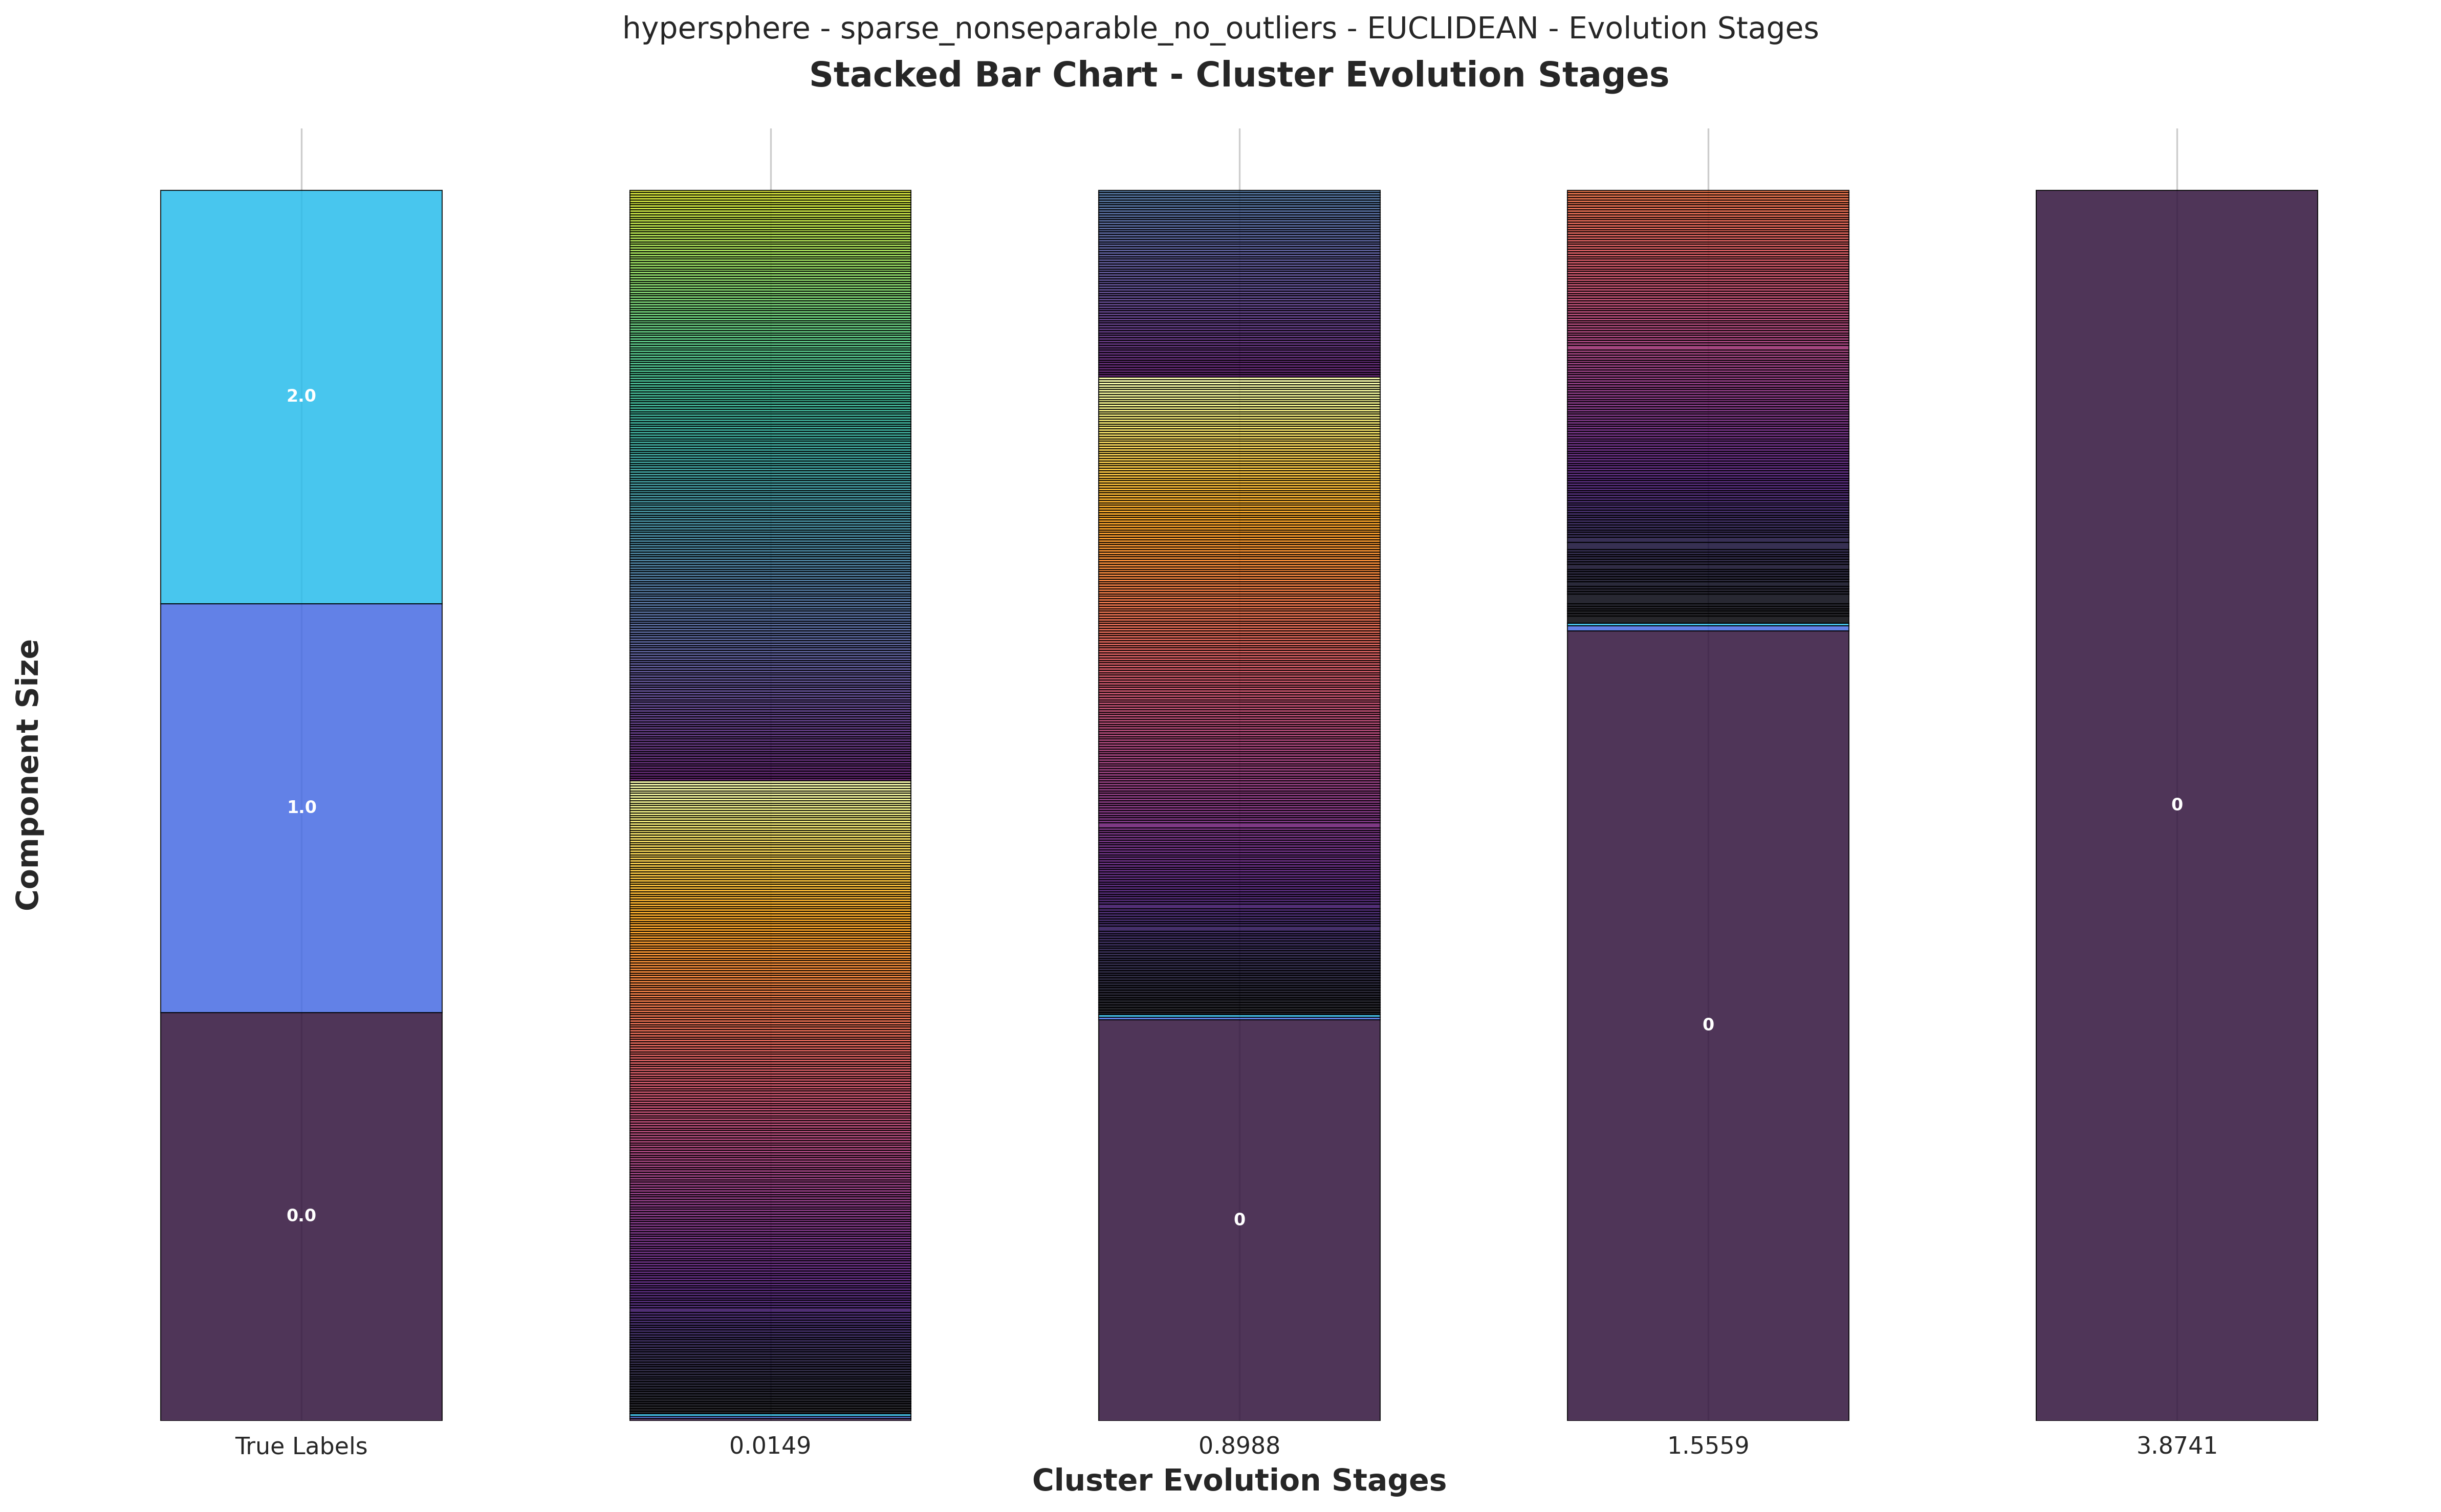 hypersphere - sparse_nonseparable_no_outliers - EUCLIDEAN - Evolution Stages
Stacked Bar Chart - Cluster Evolution Stages
Component Size
2.0
1.0
0.0
0
0
0
True Labels
0.0149
0.8988
1.5559
3.8741
Cluster Evolution Stages